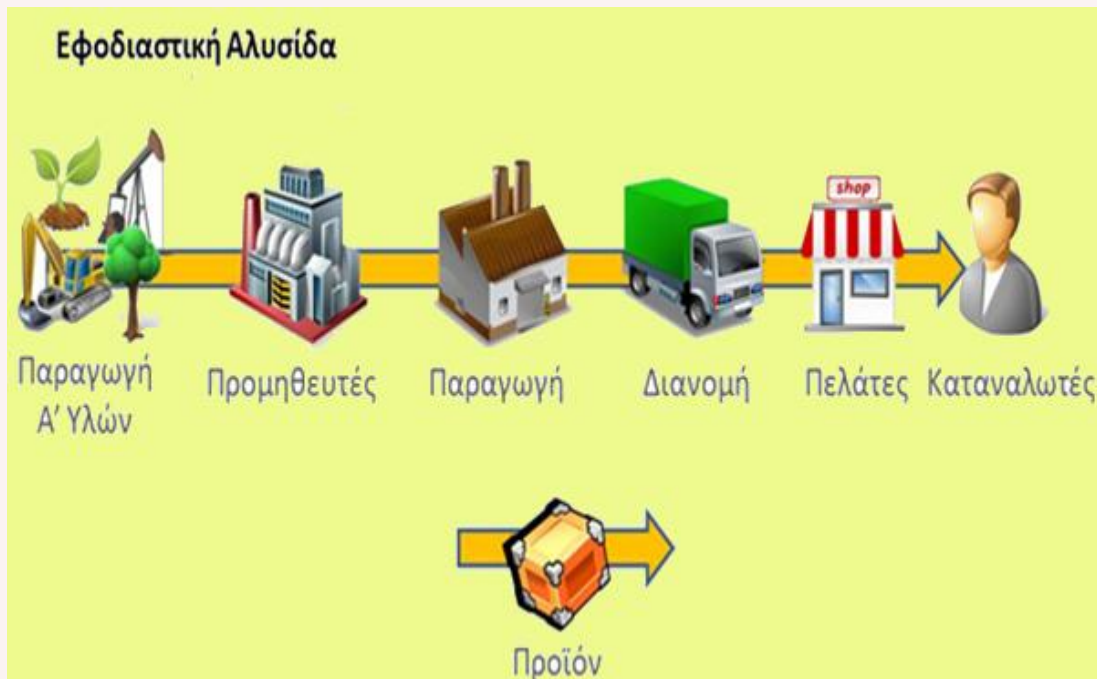 Εφοδιαστική Αλυσίδα
shop
Παραγωγή
Α' Υλών
Προμηθευτές
Παραγωγή
Διανομή
Πελάτες
Καταναλωτές
Προϊόν